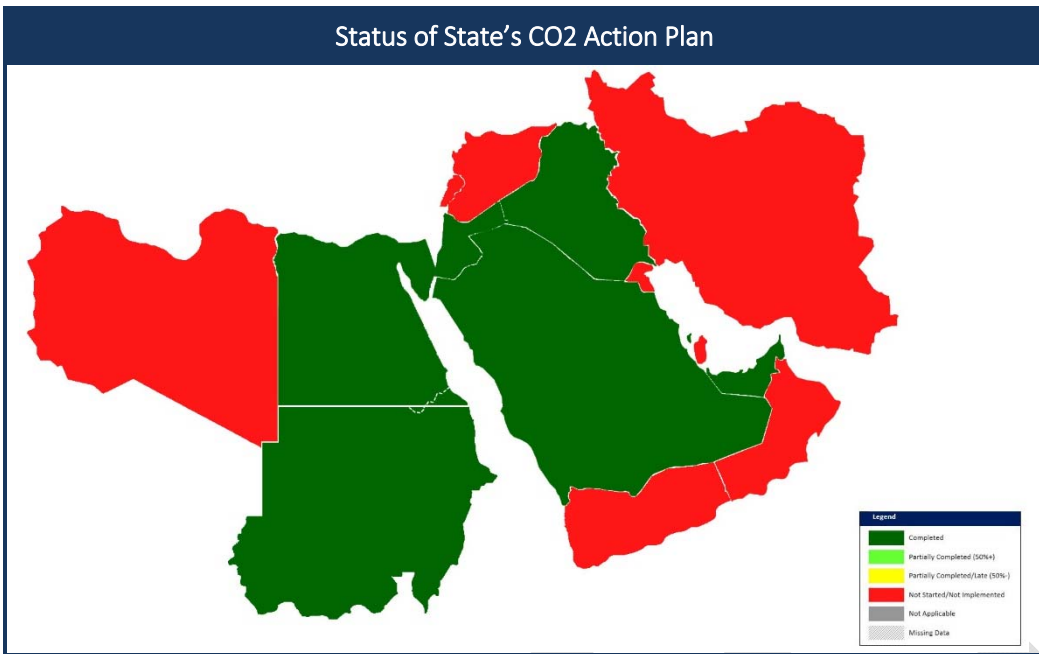 Status of State's CO2 Action Plan
Legend
Completed
Partially Completed (50%+)
Partially Completed/Late (50%-)
Not Started/Not Implemented
Not Applicable
Missing Data